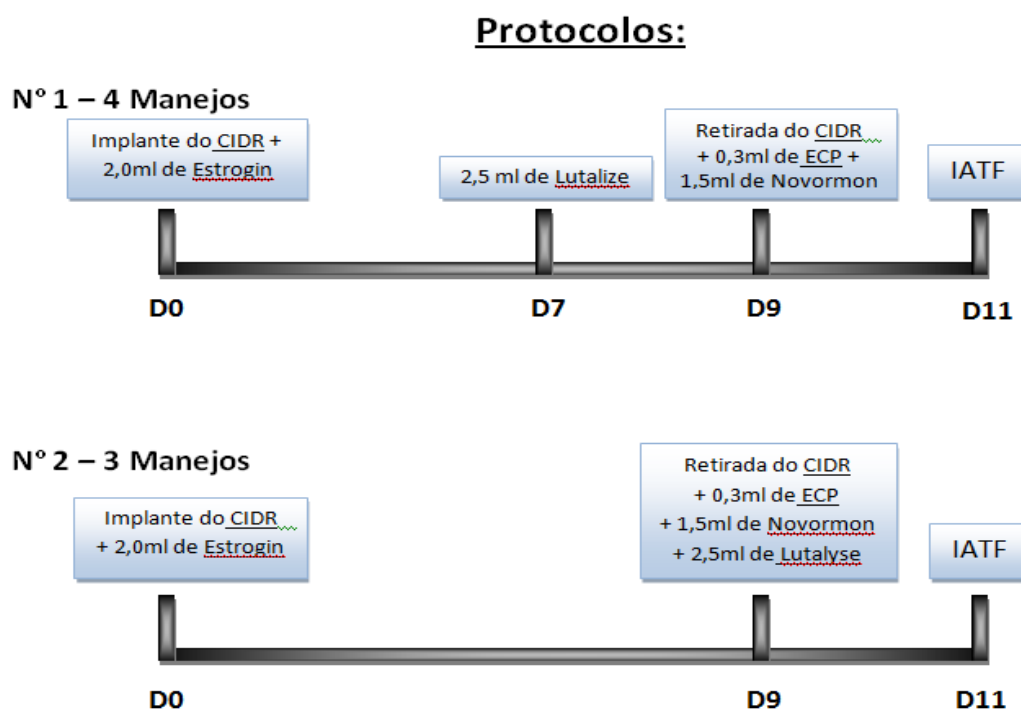 Protocolos:
N° 1 – 4 Manejos
Implante do CIDR +
2,0ml de Estrogin
2,5 ml de Lutalize
Retirada do CIDR
+ 0,3ml de ECP +
1,5ml de Novormon
IATF
D0
D7
D9
D11
N° 2 – 3 Manejos
Implante do CIDR
+ 2,0ml de Estrogin
Retirada do CIDR
+ 0,3ml de ECP
+ 1,5ml de Novormon
+ 2,5ml de Lutalyse
IATF
D0
D9
D11